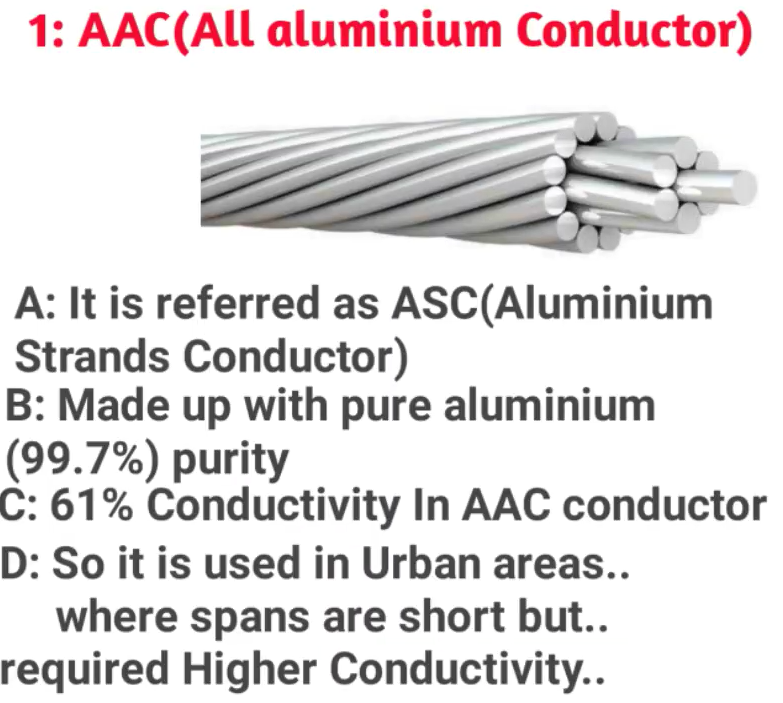 1: AAC(All aluminium Conductor)
A: It is referred as ASC(Aluminium
Strands Conductor)
B: Made up with pure aluminium
(99.7%) purity
C: 61% Conductivity In AAC conductor
D: So it is used in Urban areas..
where spans are short but..
required Higher Conductivity..